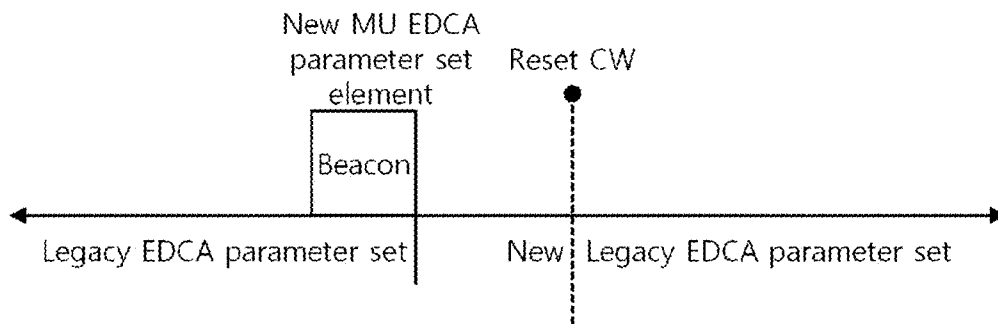 New MU EDCA
parameter set
element
Reset CW
Beacon
Legacy EDCA parameter set
New Legacy EDCA parameter set